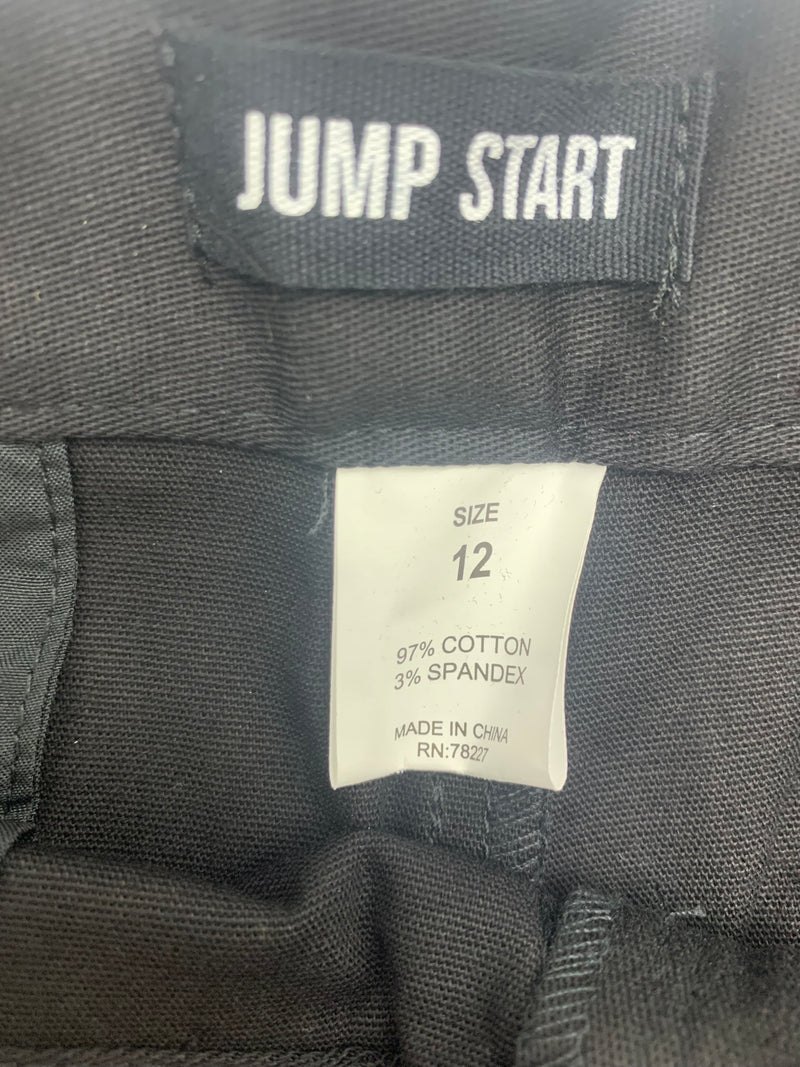 JUMP START
SIZE
12
97% COTTON
3% SPANDEX
MADE IN CHINA
RN:78227